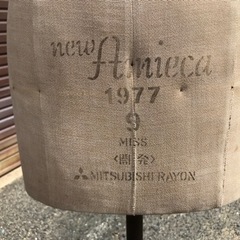 new Amieca
1977
9
MISS
<開発>
MITSUBISHI RAYON